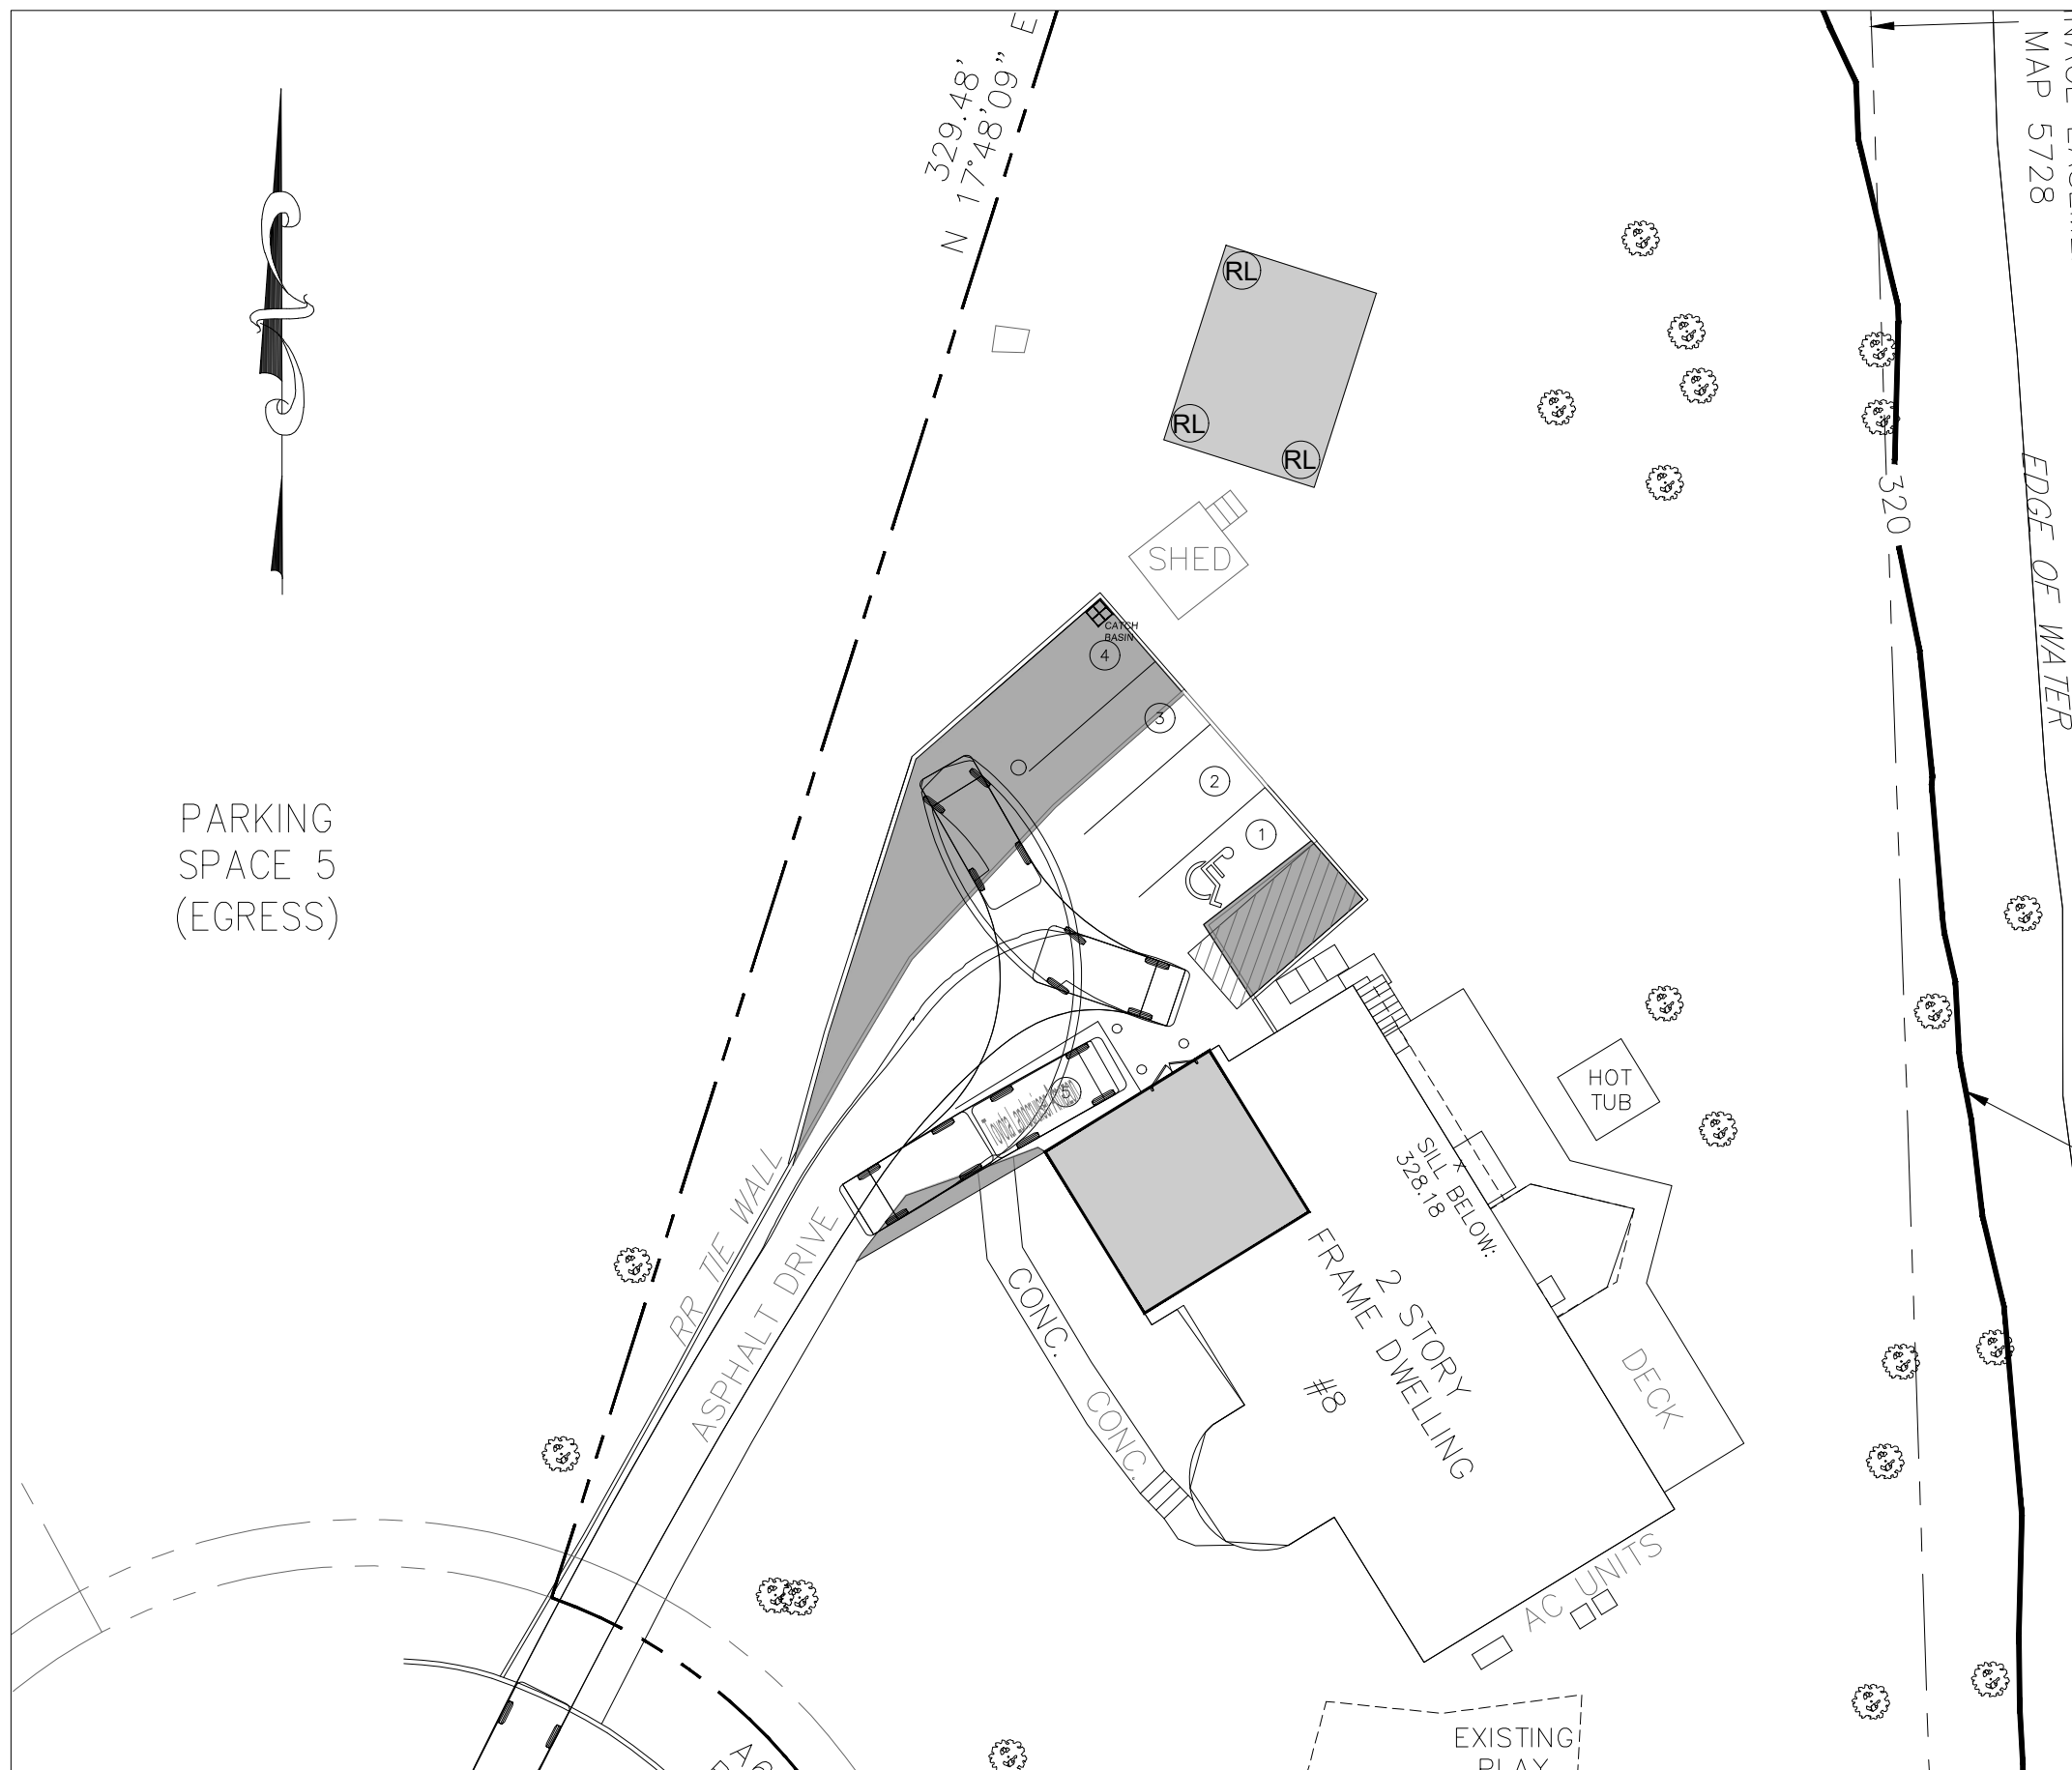 329.48'
N 17°48'09" E
MAP 5728
RL
RL
RL
SHED
320
EDGE OF WATER
CATCH
BASIN
4
3
2
1
PARKING
SPACE 5
(EGRESS)
5
HOT
TUB
SILL BELOW:
328.18
RR TIE WALL
ASPHALT DRIVE
CONC.
CONC.
2 STORY
FRAME DWELLING
#8
DECK
AC UNITS
EXISTING
PLAY